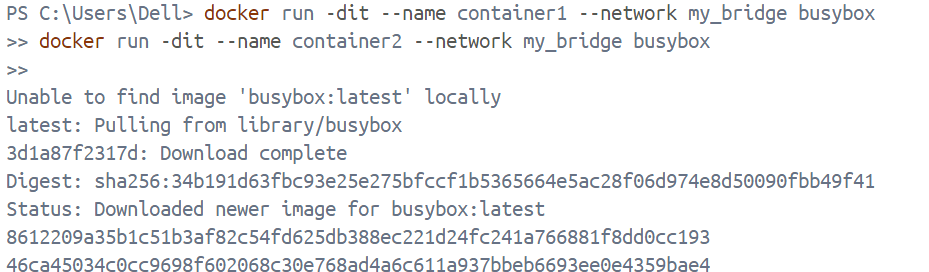 PS C:\Users\Dell> docker run -dit --name container1 --network my_bridge busybox
>> docker run -dit --name container2 --network my_bridge busybox
>>
Unable to find image 'busybox:latest' locally
latest: Pulling from library/busybox
3d1a87f2317d: Download complete
Digest: sha256:34b191d63fbc93e25e275bfccf1b5365664e5ac28f06d974e8d50090fbb49f41
Status: Downloaded newer image for busybox:latest
8612209a35b1c51b3af82c54fd625db388ec221d24fc241a766881f8dd0cc193
46ca45034c0cc9698f602068c30e768ad4a6c611a937bbeb6693ee0e4359bae4